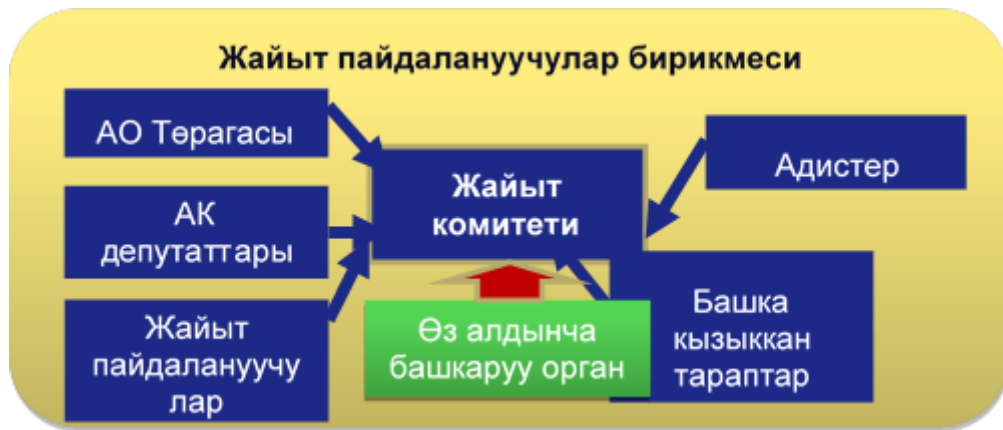 Жайыт пайдалануучулар бирикмеси
АО Төрагасы
АК
депутаттары
Жайыт
пайдалануучу
лар
Жайыт
комитети
Өз алдынча
башкаруу орган
Адистер
Башка
кызыккан
тараптар